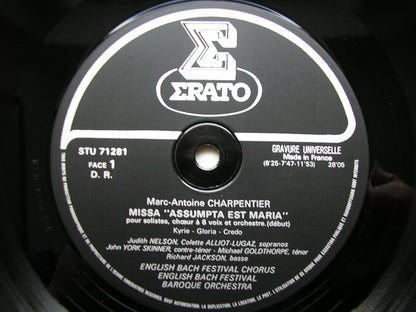 ERATO
STU 71281
FACE 1
D. R.
GRAVURE UNIVERSELLE
Made in France
(8'25-7'47-11'53) 28'05
Marc-Antoine CHARPENTIER
MISSA "ASSUMPTA EST MARIA"
pour solistes, chœur à 6 voix et orchestre.(début)
Kyrie - Gloria - Credo
Judith NELSON, Colette ALLIOT-LUGAZ, sopranos
John YORK SKINNER, contre-ténor - Michael GOLDTHORPE, ténor
Richard JACKSON, basse
ENGLISH BACH FESTIVAL CHORUS
ENGLISH BACH FESTIVAL
BAROQUE ORCHESTRA